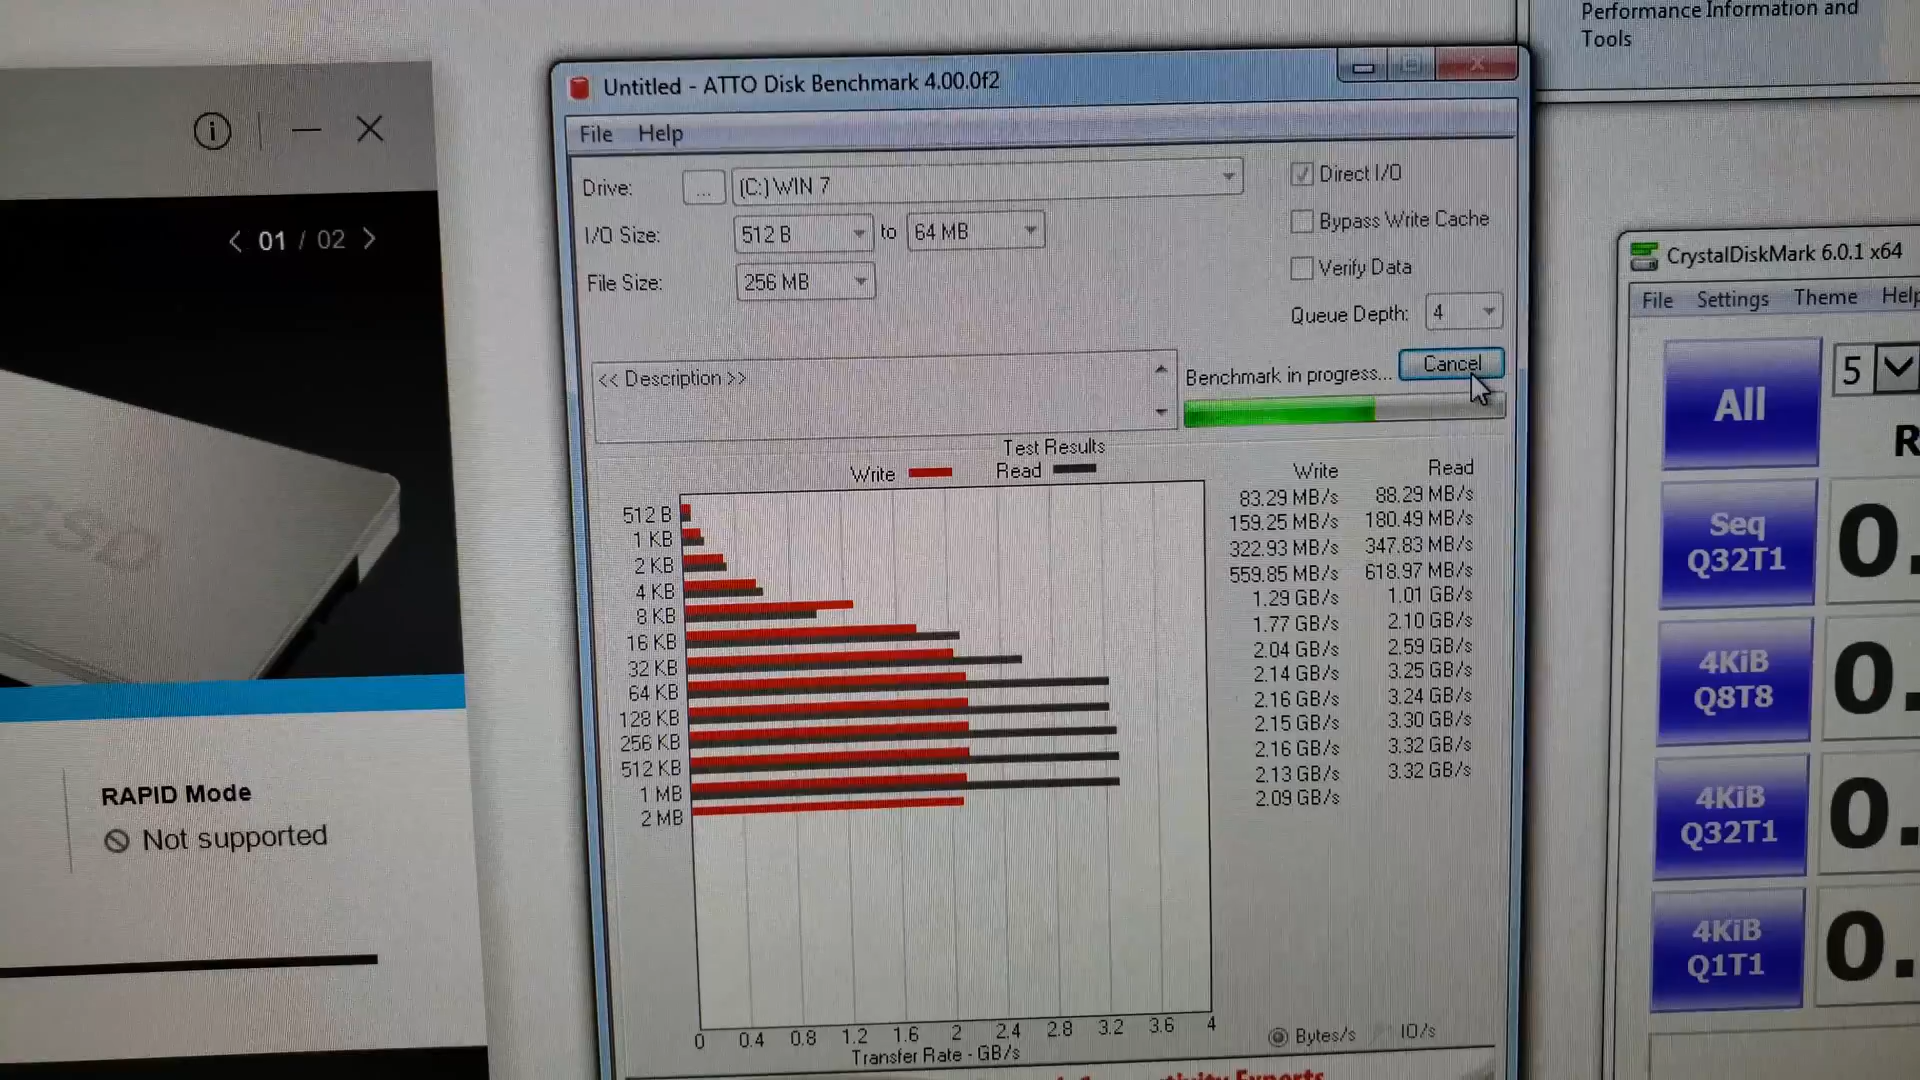 Performance Information and
Tools
01 / 02
SSD
RAPID Mode
Not supported
Untitled - ATTO Disk Benchmark 4.00.0f2
File Help
Drive: ... (C:) WIN 7
I/O Size: 512 B to 64 MB
File Size: 256 MB
Direct I/O
Bypass Write Cache
Verify Data
Queue Depth: 4
<< Description >>
Benchmark in progress... Cancel
Test Results
Write Read
Write Read
512 B 83.29 MB/s 88.29 MB/s
1 KB 159.25 MB/s 180.49 MB/s
2 KB 322.93 MB/s 347.83 MB/s
4 KB 559.85 MB/s 618.97 MB/s
8 KB 1.29 GB/s 1.01 GB/s
16 KB 1.77 GB/s 2.10 GB/s
32 KB 2.04 GB/s 2.59 GB/s
64 KB 2.14 GB/s 3.25 GB/s
128 KB 2.16 GB/s 3.24 GB/s
256 KB 2.15 GB/s 3.30 GB/s
512 KB 2.16 GB/s 3.32 GB/s
1 MB 2.13 GB/s 3.32 GB/s
2 MB 2.09 GB/s
0 0.4 0.8 1.2 1.6 2 2.4 2.8 3.2 3.6 4
Transfer Rate - GB/s
Bytes/s IO/s
Experts
CrystalDiskMark 6.0.1 x64
File Settings Theme Help
All 5
R
Seq
Q32T1 0.
4KiB
Q8T8 0.
4KiB
Q32T1 0.
4KiB
Q1T1 0.